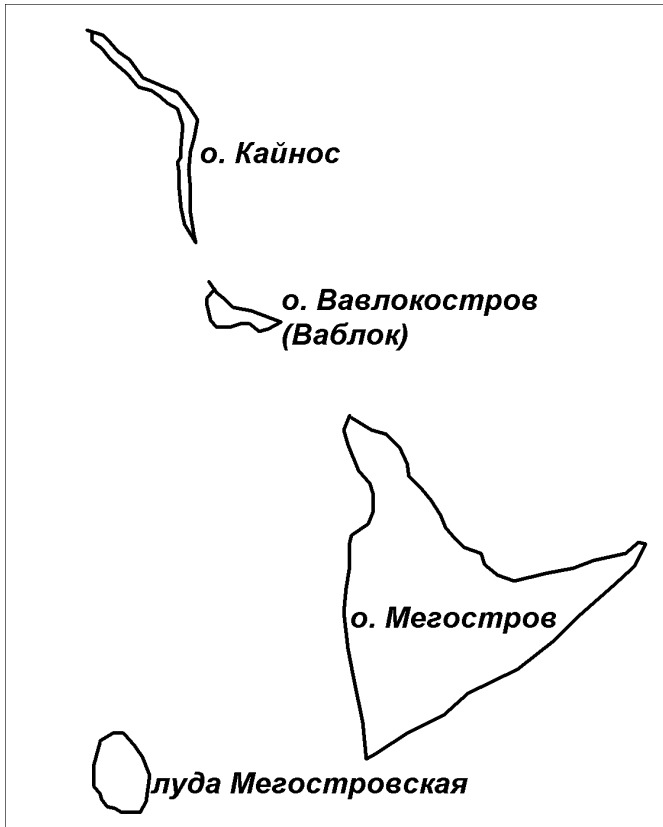 о. Кайнос
о. Вавлокостров
(Ваблок)
о. Мегостров
луда Мегостровская